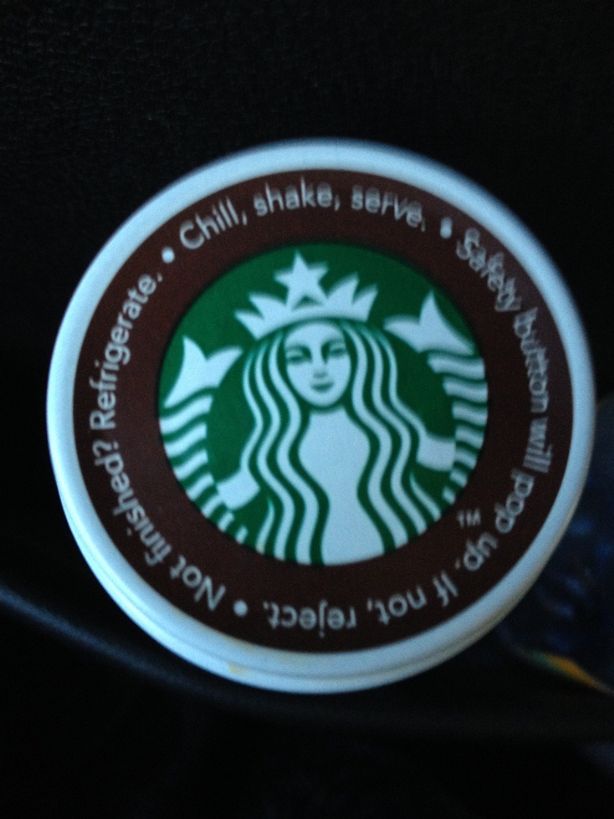 Chill, shake, serve. • Safety button will pop up. If not, reject. • Not finished? Refrigerate. •
TM